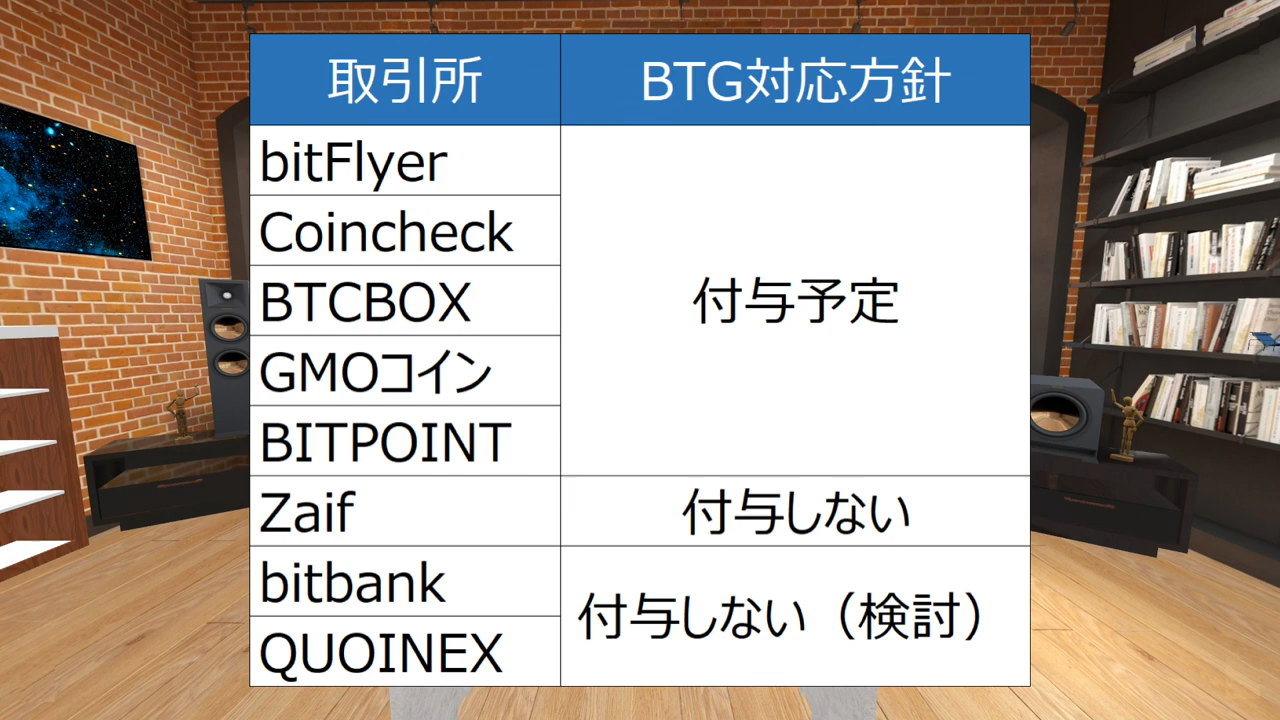 取引所 BTG対応方針
bitFlyer
Coincheck
BTCBOX
付与予定
GMOコイン
BITPOINT
Zaif 付与しない
bitbank
付与しない（検討）
QUOINEX